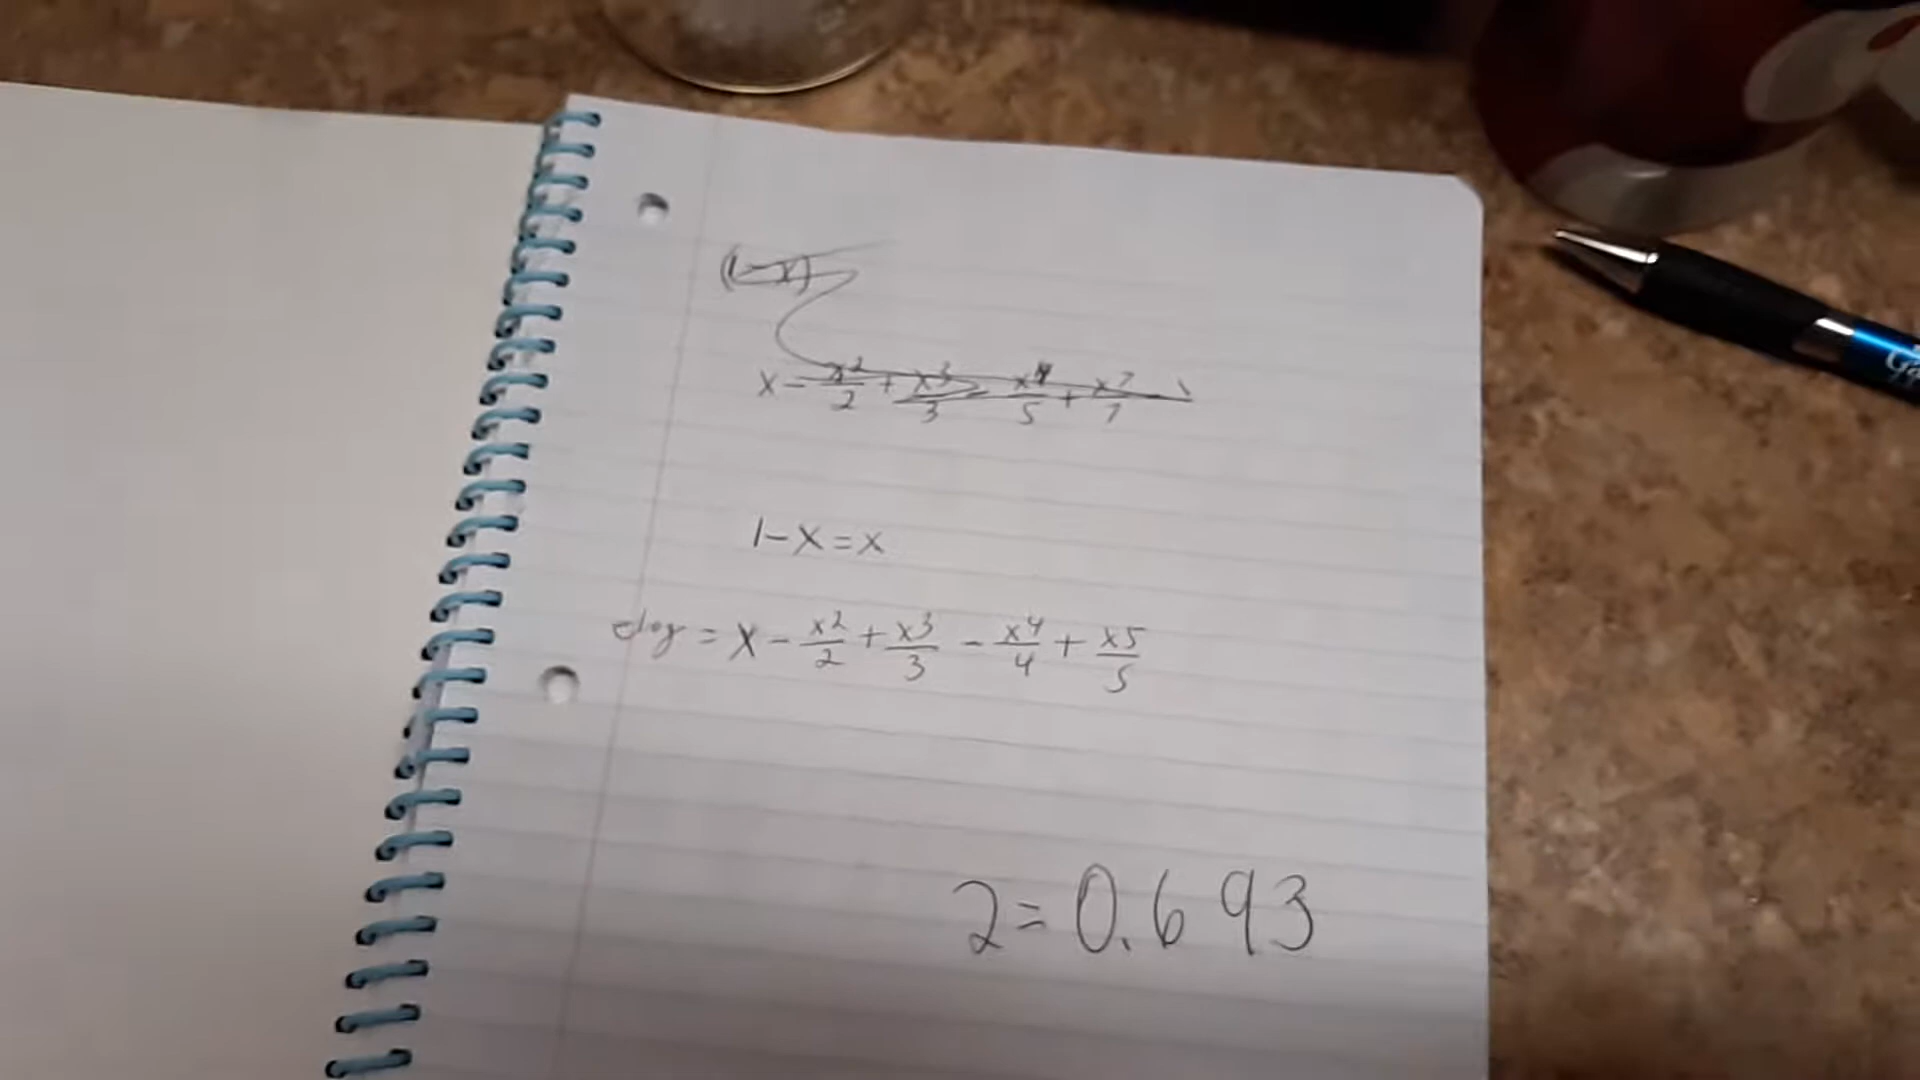 (1-x)
x - x2/2 + x3/3 - x4/5 + x7/7
1-x=x
elog = x - x2/2 + x3/3 - x4/4 + x5/5
2=0.693